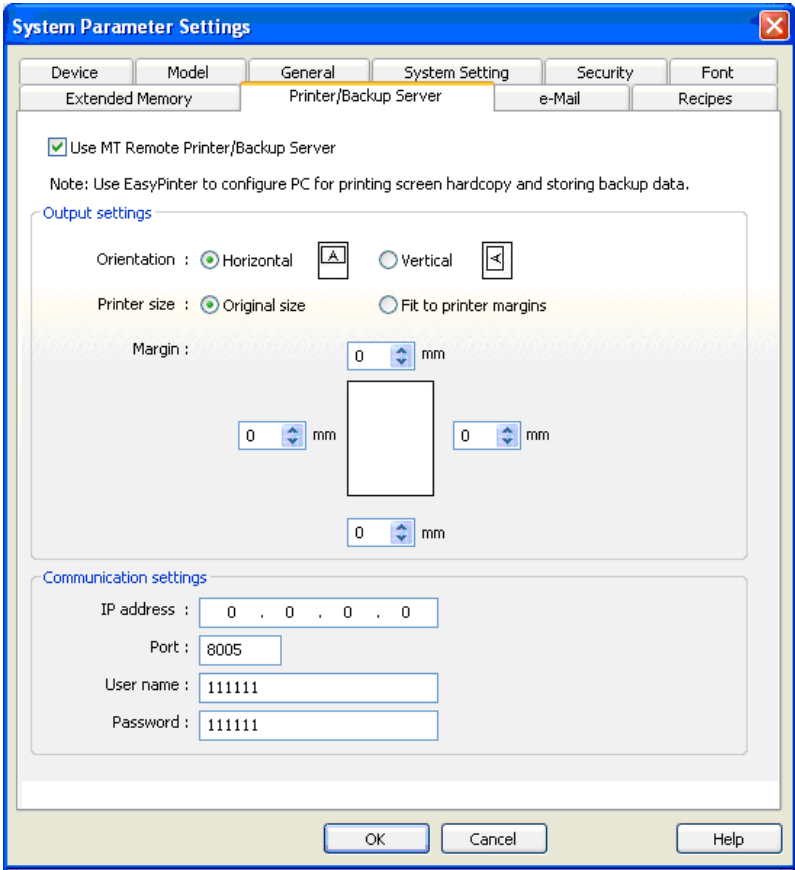 System Parameter Settings
Device Model General System Setting Security Font
Extended Memory Printer/Backup Server e-Mail Recipes
Use MT Remote Printer/Backup Server
Note: Use EasyPinter to configure PC for printing screen hardcopy and storing backup data.
Output settings
Orientation : Horizontal A Vertical A
Printer size : Original size Fit to printer margins
Margin : 0 mm
0 mm 0 mm
0 mm
Communication settings
IP address : 0 . 0 . 0 . 0
Port : 8005
User name : 111111
Password : 111111
OK Cancel Help